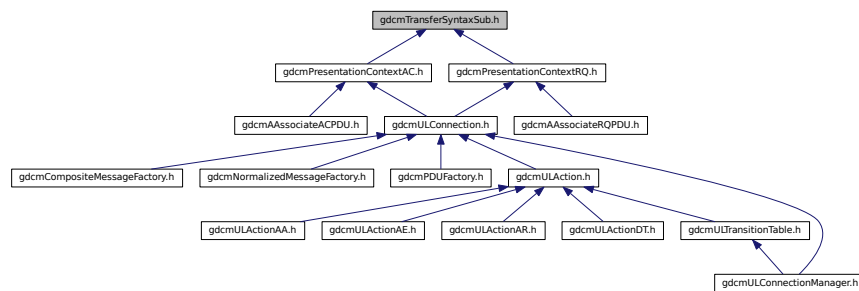 gdcmTransferSyntaxSub.h
gdcmPresentationContextAC.h
gdcmPresentationContextRQ.h
gdcmAAssociateACPDU.h
gdcmULConnection.h
gdcmAAssociateRQPDU.h
gdcmCompositeMessageFactory.h
gdcmNormalizedMessageFactory.h
gdcmPDUFactory.h
gdcmULAction.h
gdcmULActionAA.h
gdcmULActionAE.h
gdcmULActionAR.h
gdcmULActionDT.h
gdcmULTransitionTable.h
gdcmULConnectionManager.h